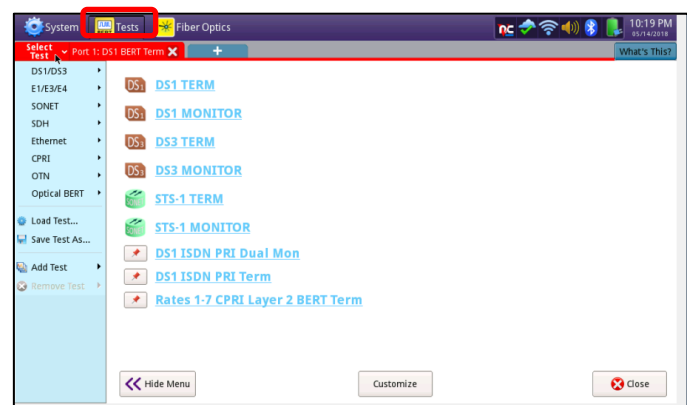 System Tests Fiber Optics nc 10:19 PM
05/14/2018
Select Test Port 1: DS1 BERT Term + What's This?
DS1/DS3
E1/E3/E4
SONET
SDH
Ethernet
CPRI
OTN
Optical BERT
Load Test...
Save Test As...
Add Test
Remove Test
DS1 DS1 TERM
DS1 DS1 MONITOR
DS3 DS3 TERM
DS3 DS3 MONITOR
STS-1 TERM
STS-1 MONITOR
DS1 ISDN PRI Dual Mon
DS1 ISDN PRI Term
Rates 1-7 CPRI Layer 2 BERT Term
Hide Menu Customize Close